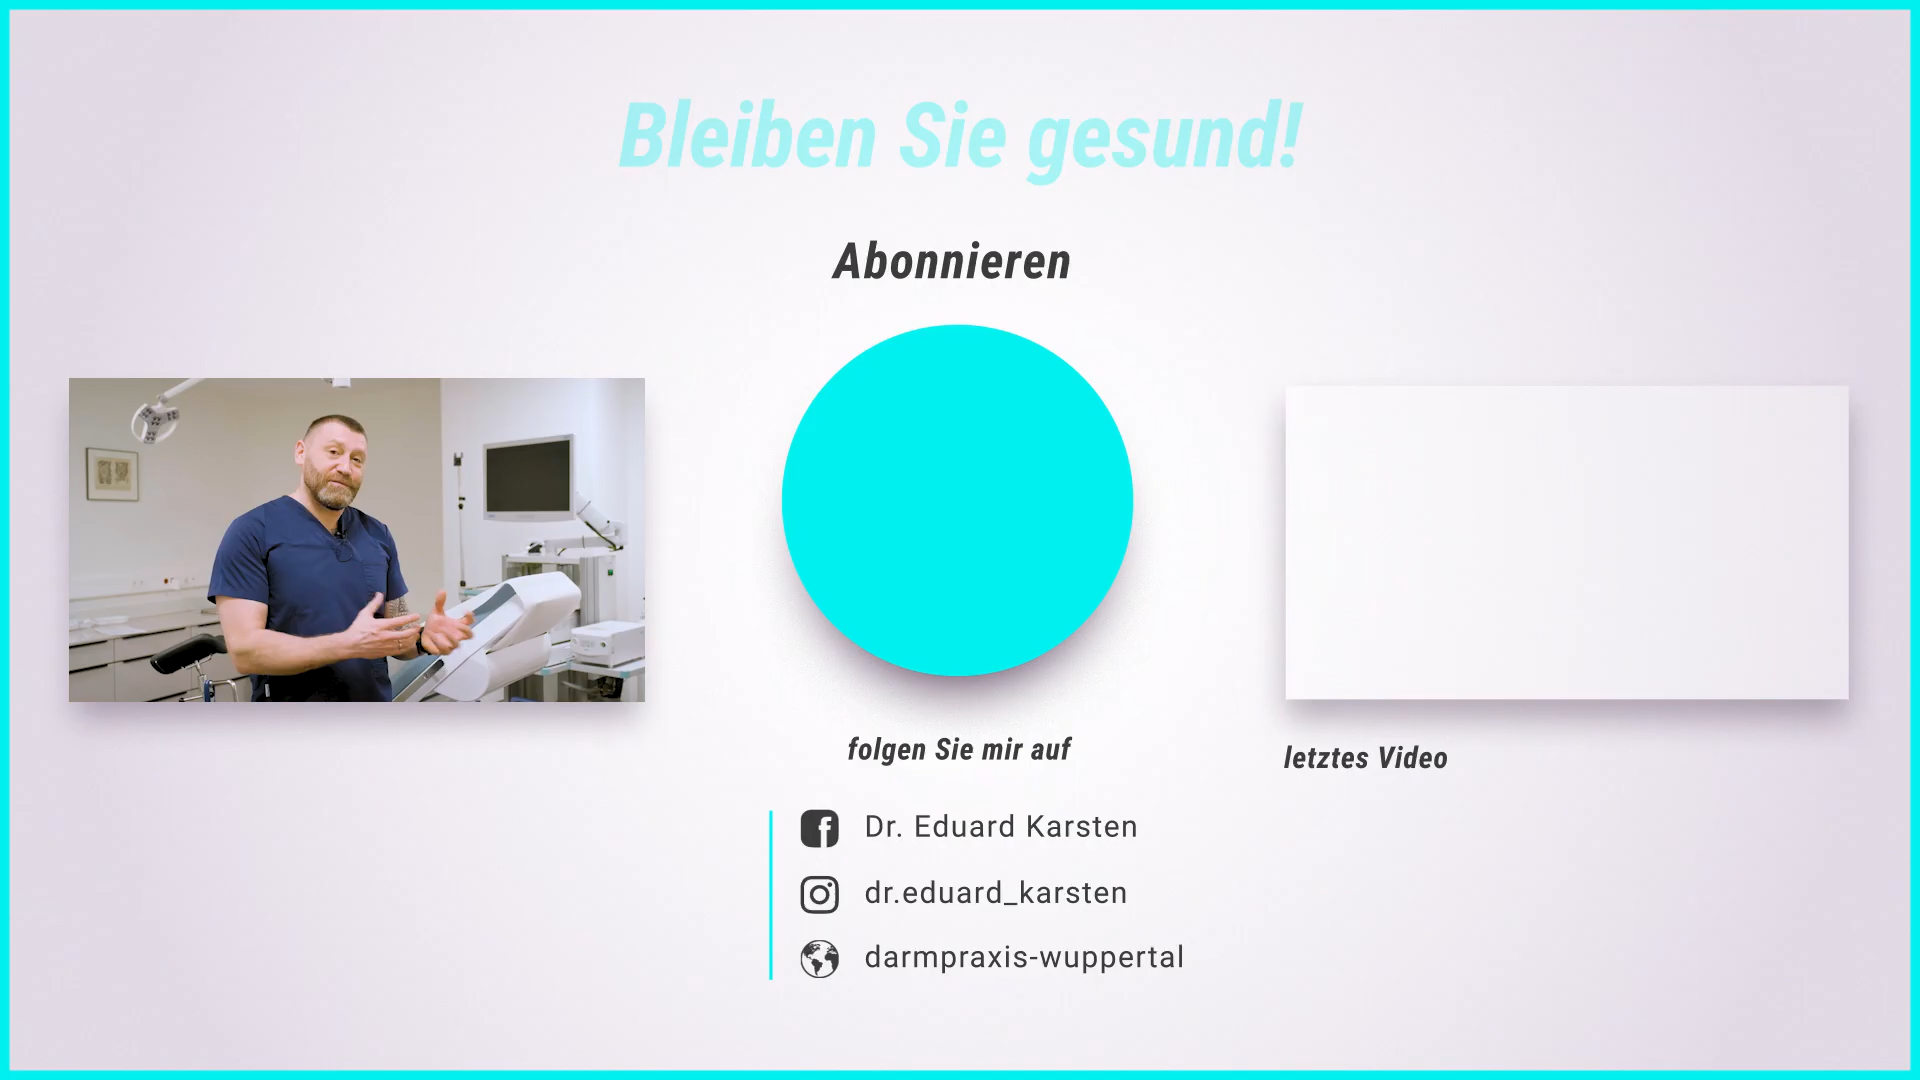 Bleiben Sie gesund!
Abonnieren
folgen Sie mir auf
letztes Video
Dr. Eduard Karsten
dr.eduard_karsten
darmpraxis-wuppertal